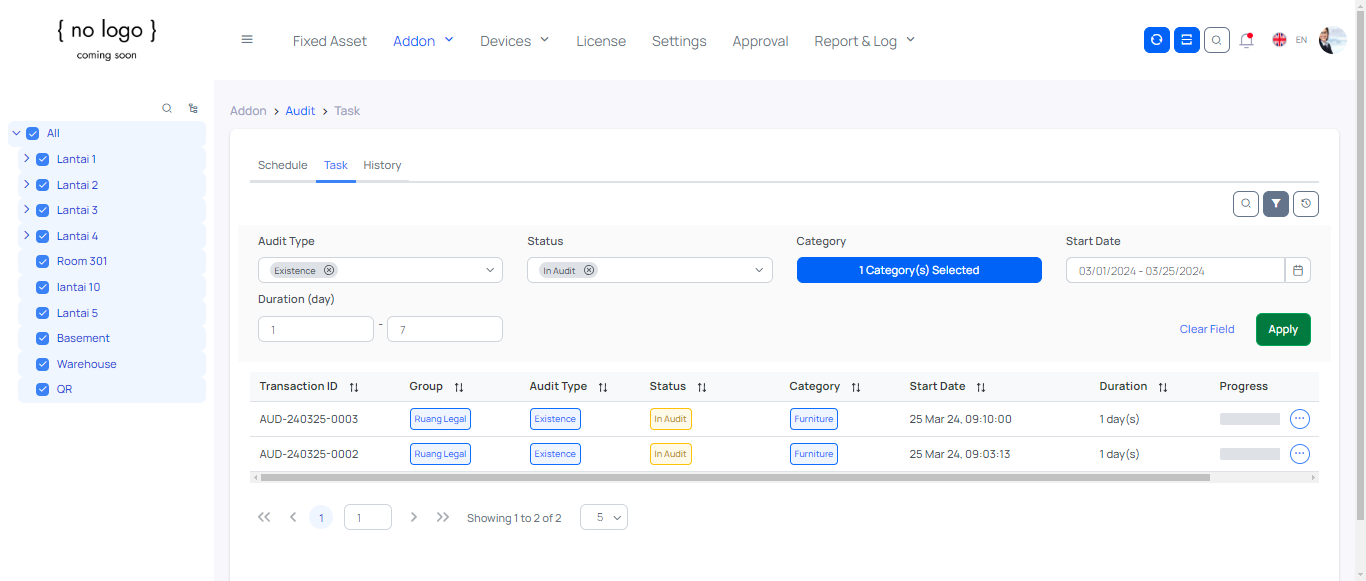 { no logo }
coming soon
Fixed Asset Addon Devices License Settings Approval Report & Log EN
All
Lantai 1
Lantai 2
Lantai 3
Lantai 4
Room 301
lantai 10
Lantai 5
Basement
Warehouse
QR
Addon > Audit > Task
Schedule Task History
Audit Type Status Category Start Date
Existence In Audit 1 Category(s) Selected 03/01/2024 - 03/25/2024
Duration (day)
1 - 7 Clear Field Apply
Transaction ID Group Audit Type Status Category Start Date Duration Progress
AUD-240325-0003 Ruang Legal Existence In Audit Furniture 25 Mar 24, 09:10:00 1 day(s)
AUD-240325-0002 Ruang Legal Existence In Audit Furniture 25 Mar 24, 09:03:13 1 day(s)
1 1 Showing 1 to 2 of 2 5